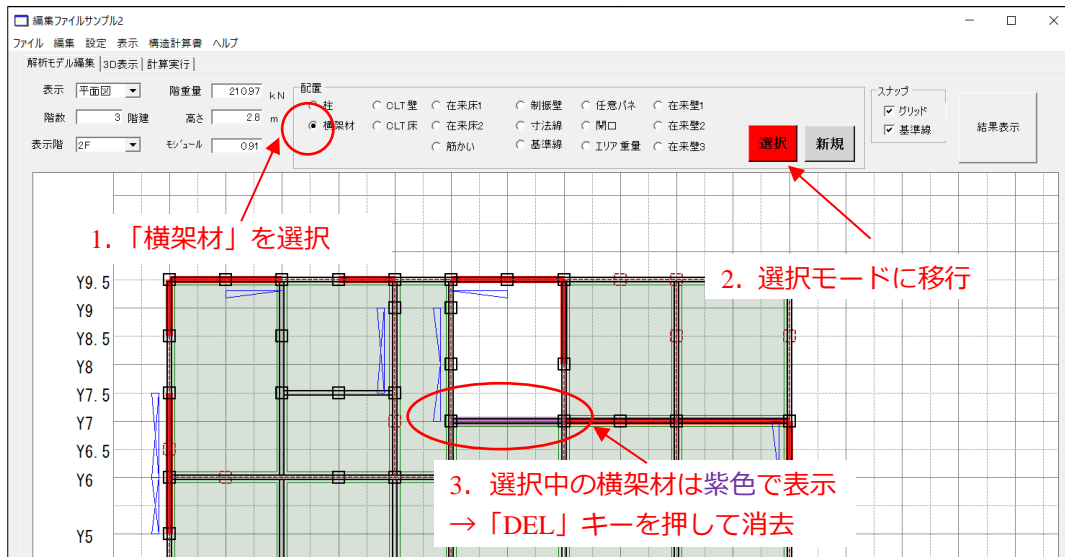 編集ファイルサンプル2
ファイル 編集 設定 表示 構造計算書 ヘルプ
解析モデル編集 3D表示 計算実行
表示 平面図 階重量 210.97 kN 配置 柱 CLT壁 在来床1 制振壁 任意バネ 在来壁1 スナップ グリッド
階数 3 階建 高さ 2.8 m 横架材 CLT床 在来床2 寸法線 開口 在来壁2 選択 新規 基準線 結果表示
表示階 2F モジュール 0.91 筋かい 基準線 エリア重量 在来壁3
1. 「横架材」を選択
2. 選択モードに移行
Y9.5
Y9
Y8.5
Y8
Y7.5
Y7
Y6.5
Y6
Y5
3. 選択中の横架材は紫色で表示
→「DEL」キーを押して消去